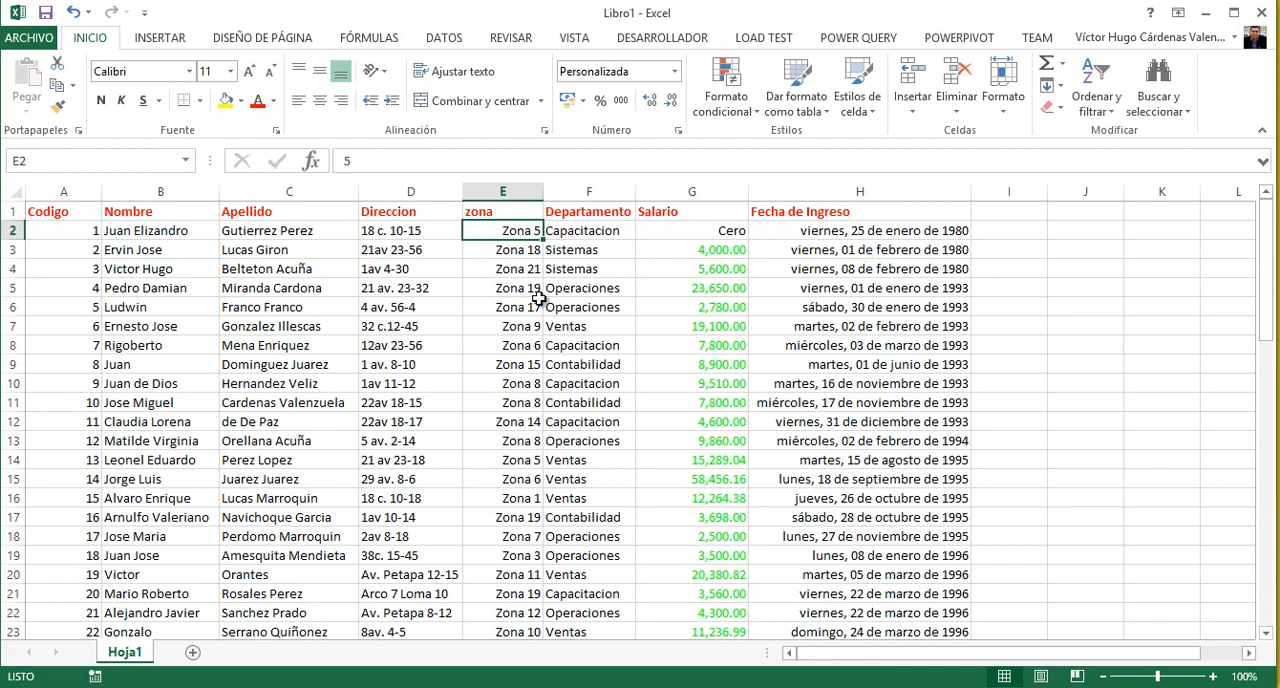 Libro1 - Excel
ARCHIVO INICIO INSERTAR DISEÑO DE PÁGINA FÓRMULAS DATOS REVISAR VISTA DESARROLLADOR LOAD TEST POWER QUERY POWERPIVOT TEAM Víctor Hugo Cárdenas Valen...
Pegar Calibri 11 Ajustar texto Personalizada
N K S Combinar y centrar % 000
Formato condicional Dar formato como tabla Estilos de celda Insertar Eliminar Formato Ordenar y filtrar Buscar y seleccionar
Portapapeles Fuente Alineación Número Estilos Celdas Modificar
E2 fx 5
A B C D E F G H I J K L
1 Codigo Nombre Apellido Direccion zona Departamento Salario Fecha de Ingreso
2 1 Juan Elizandro Gutierrez Perez 18 c. 10-15 Zona 5 Capacitacion Cero viernes, 25 de enero de 1980
3 2 Ervin Jose Lucas Giron 21av 23-56 Zona 18 Sistemas 4,000.00 viernes, 01 de febrero de 1980
4 3 Victor Hugo Belteton Acuña 1av 4-30 Zona 21 Sistemas 5,600.00 viernes, 08 de febrero de 1980
5 4 Pedro Damian Miranda Cardona 21 av. 23-32 Zona 19 Operaciones 23,650.00 viernes, 01 de enero de 1993
6 5 Ludwin Franco Franco 4 av. 56-4 Zona 17 Operaciones 2,780.00 sábado, 30 de enero de 1993
7 6 Ernesto Jose Gonzalez Illescas 32 c.12-45 Zona 9 Ventas 19,100.00 martes, 02 de febrero de 1993
8 7 Rigoberto Mena Enriquez 12av 23-56 Zona 6 Capacitacion 7,800.00 miércoles, 03 de marzo de 1993
9 8 Juan Dominguez Juarez 1 av. 8-10 Zona 15 Contabilidad 8,900.00 martes, 01 de junio de 1993
10 9 Juan de Dios Hernandez Veliz 1av 11-12 Zona 8 Capacitacion 9,510.00 martes, 16 de noviembre de 1993
11 10 Jose Miguel Cardenas Valenzuela 22av 18-15 Zona 8 Contabilidad 7,800.00 miércoles, 17 de noviembre de 1993
12 11 Claudia Lorena de De Paz 22av 18-17 Zona 14 Capacitacion 4,600.00 viernes, 31 de diciembre de 1993
13 12 Matilde Virginia Orellana Acuña 5 av. 2-14 Zona 8 Operaciones 9,860.00 miércoles, 02 de febrero de 1994
14 13 Leonel Eduardo Perez Lopez 21 av 23-18 Zona 5 Ventas 15,289.04 martes, 15 de agosto de 1995
15 14 Jorge Luis Juarez Juarez 29 av. 8-6 Zona 6 Ventas 58,456.16 lunes, 18 de septiembre de 1995
16 15 Alvaro Enrique Lucas Marroquin 18 c. 10-18 Zona 1 Ventas 12,264.38 jueves, 26 de octubre de 1995
17 16 Arnulfo Valeriano Navichoque Garcia 1av 10-14 Zona 19 Contabilidad 3,698.00 sábado, 28 de octubre de 1995
18 17 Jose Maria Perdomo Marroquin 2av 8-18 Zona 7 Operaciones 2,500.00 lunes, 27 de noviembre de 1995
19 18 Juan Jose Amesquita Mendieta 38c. 15-45 Zona 3 Operaciones 3,500.00 lunes, 08 de enero de 1996
20 19 Victor Orantes Av. Petapa 12-15 Zona 11 Ventas 20,380.82 martes, 05 de marzo de 1996
21 20 Mario Roberto Rosales Perez Arco 7 Loma 10 Zona 19 Capacitacion 3,560.00 viernes, 22 de marzo de 1996
22 21 Alejandro Javier Sanchez Prado Av. Petapa 8-12 Zona 12 Operaciones 4,300.00 viernes, 22 de marzo de 1996
23 22 Gonzalo Serrano Quiñonez 8av. 4-5 Zona 10 Ventas 11,236.99 domingo, 24 de marzo de 1996
Hoja1
LISTO 100%